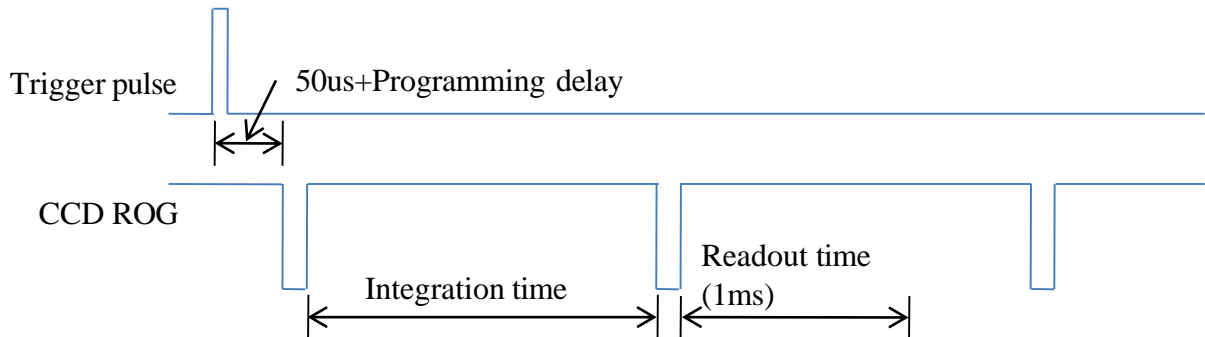 Trigger pulse
50us+Programming delay
CCD ROG
Integration time
Readout time
(1ms)